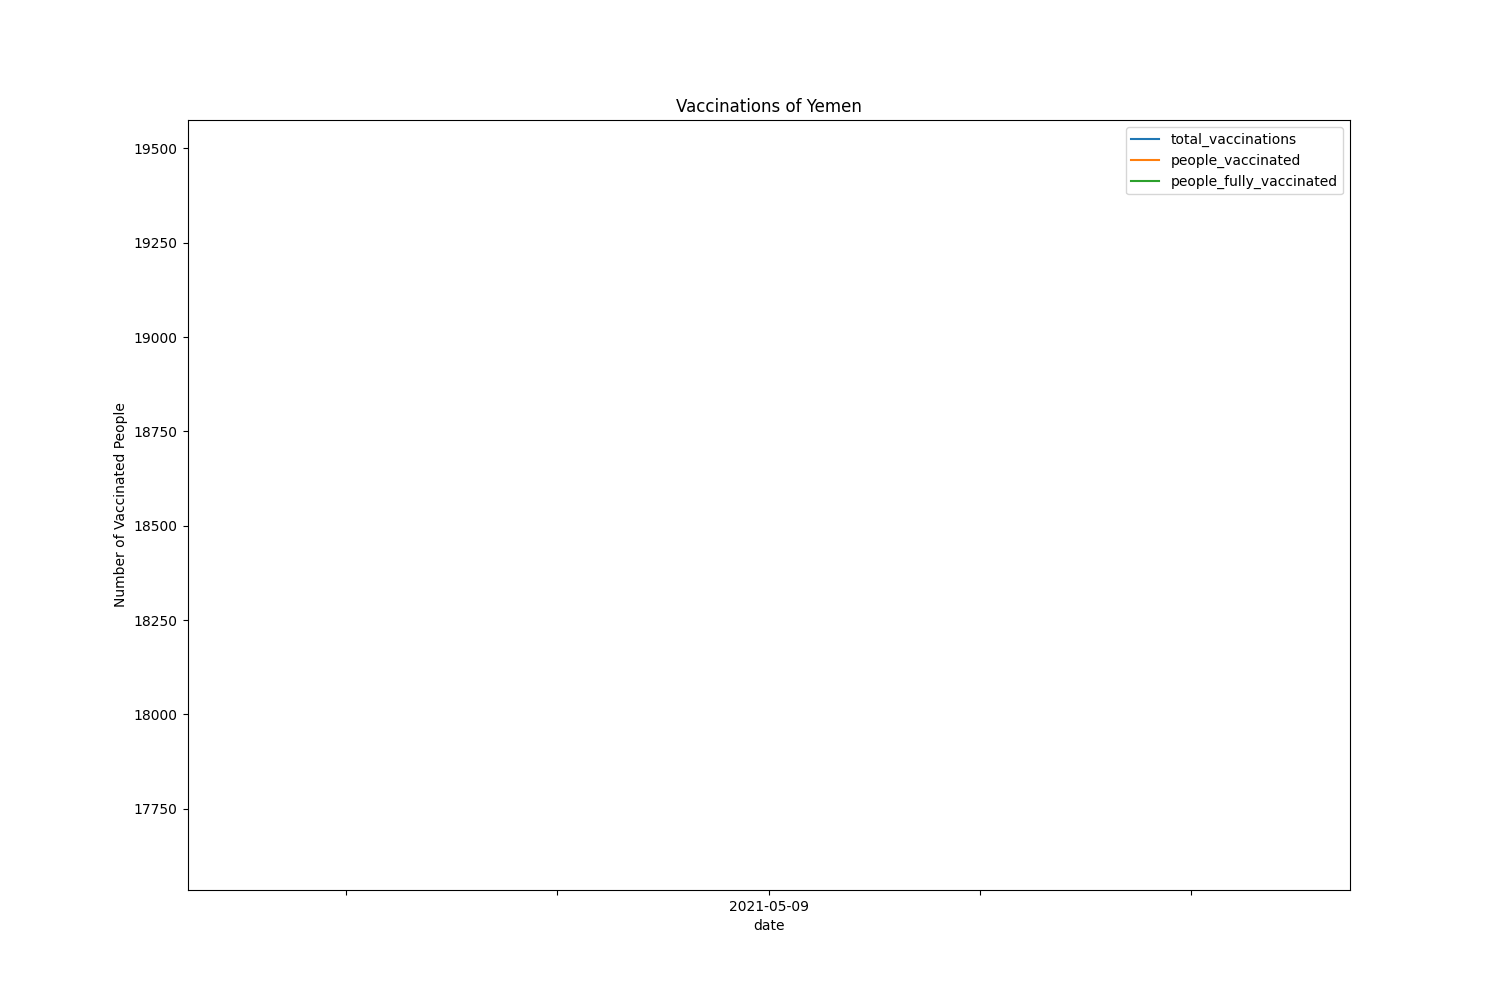 Vaccinations of Yemen
total_vaccinations
people_vaccinated
people_fully_vaccinated
19500
19250
19000
18750
18500
18250
18000
17750
Number of Vaccinated People
2021-05-09
date